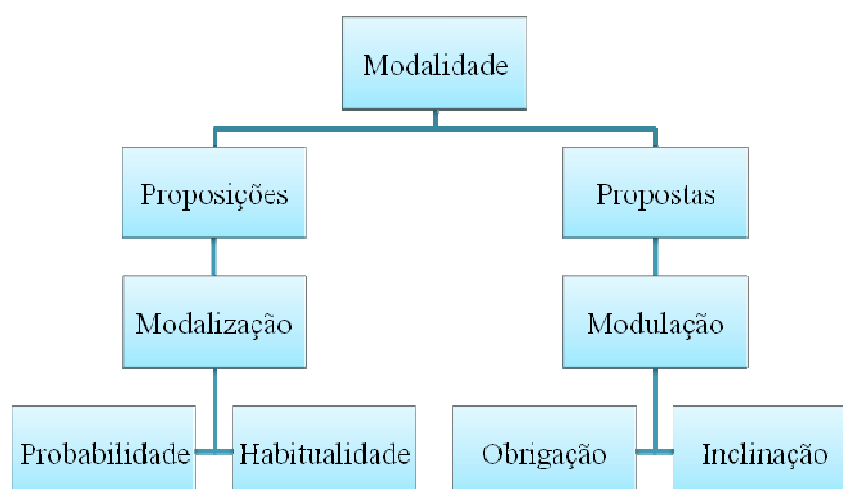 Modalidade
Proposições
Propostas
Modalização
Modulação
Probabilidade
Habitualidade
Obrigação
Inclinação